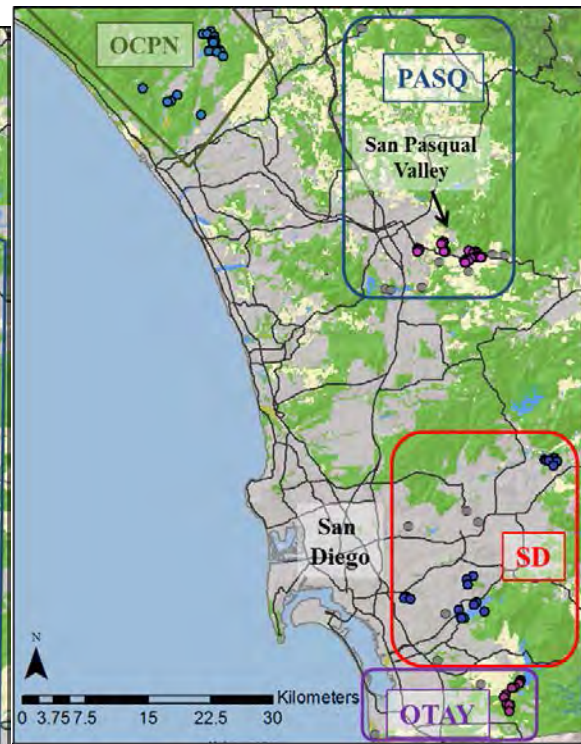 OCPN
PASQ
San Pasqual
Valley
San
Diego
SD
N
Kilometers
0 3.75 7.5 15 22.5 30
OTAY